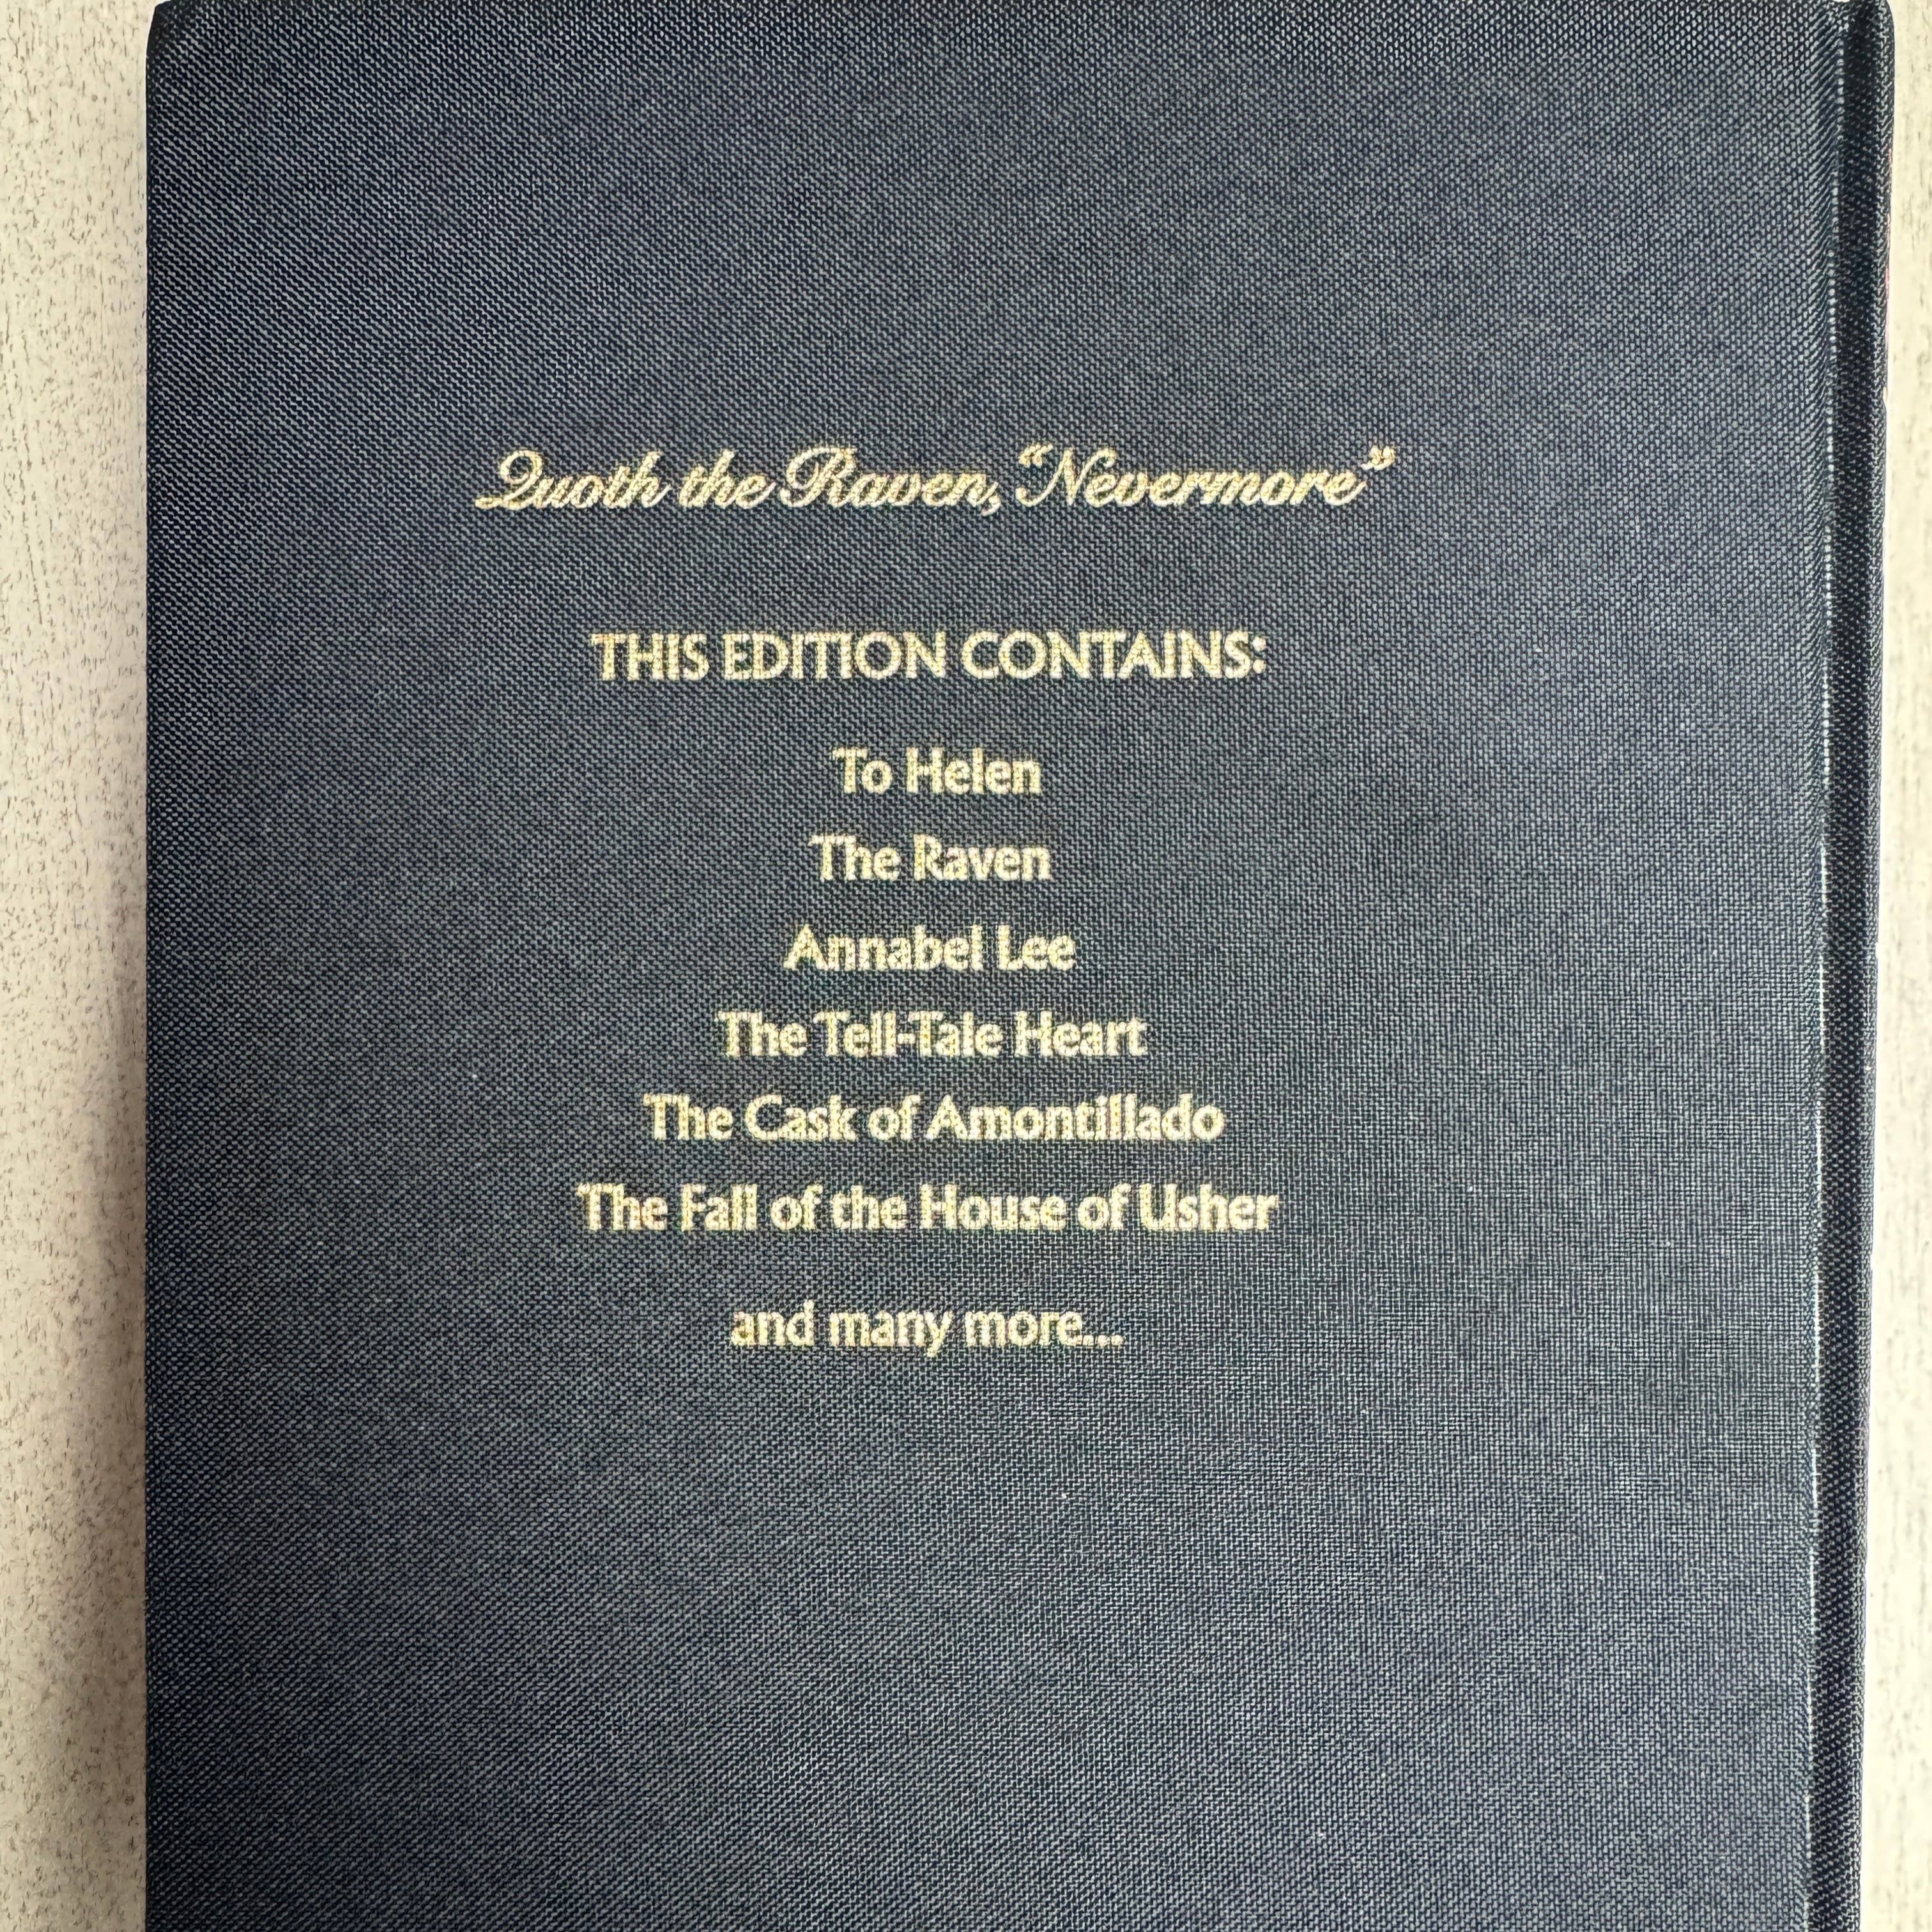 Quoth the Raven, “Nevermore”
THIS EDITION CONTAINS:
To Helen
The Raven
Annabel Lee
The Tell-Tale Heart
The Cask of Amontillado
The Fall of the House of Usher
and many more...